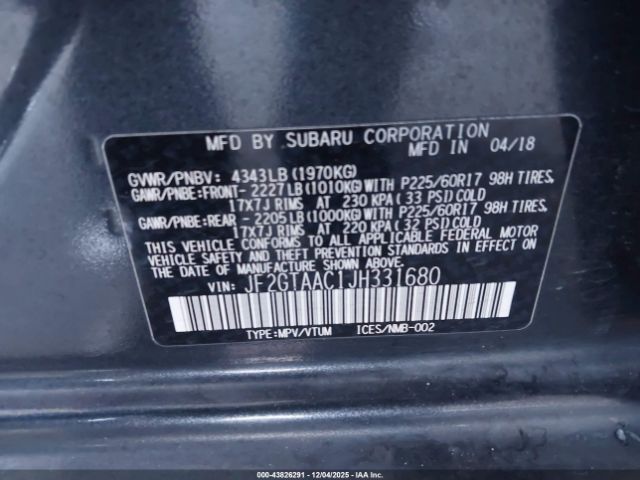 MFD BY SUBARU CORPORATION
MFD IN 04/18
GVWR/PNBV: 4343LB (1970KG)
GAWR/PNBE:FRONT- 2227LB (1010KG) WITH P225/60R17 98H TIRES,
17X7J RIMS AT 230 KPA (33 PSI) COLD
GAWR/PNBE:REAR - 2205LB (1000KG) WITH P225/60R17 98H TIRES,
17X7J RIMS AT 220 KPA (32 PSI) COLD
THIS VEHICLE CONFORMS TO ALL APPLICABLE FEDERAL MOTOR
VEHICLE SAFETY AND THEFT PREVENTION STANDARDS IN EFFECT ON
THE DATE OF MANUFACTURE SHOWN ABOVE.
VIN: JF2GTAAC1JH331680
TYPE:MPV/VTUM ICES/NMB-002
000-43826291 - 12/04/2025 - IAA Inc.